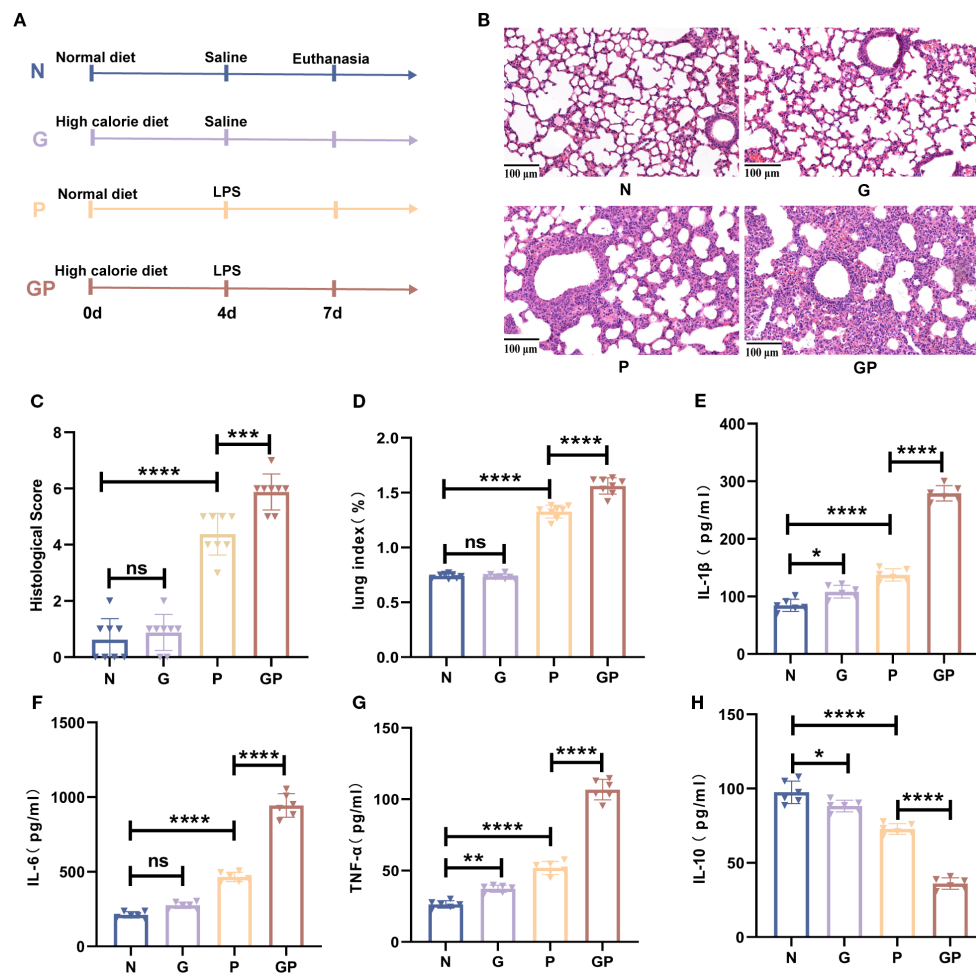 A
Normal diet Saline Euthanasia
N
High calorie diet Saline
G
Normal diet LPS
P
High calorie diet LPS
GP
0d 4d 7d
B
100 μm
N
100 μm
G
100 μm
P
100 μm
GP
C
Histological Score
8
6
4
2
0
ns
****
***
N G P GP
D
lung index( %)
2.0
1.5
1.0
0.5
0.0
ns
****
****
N G P GP
E
IL-1β( pg/ml)
400
300
200
100
0
*
****
****
N G P GP
F
IL-6( pg/ml)
1500
1000
500
0
ns
****
****
N G P GP
G
TNF-α( pg/ml)
150
100
50
0
**
****
****
N G P GP
H
IL-10( pg/ml)
150
100
50
0
****
*
****
N G P GP